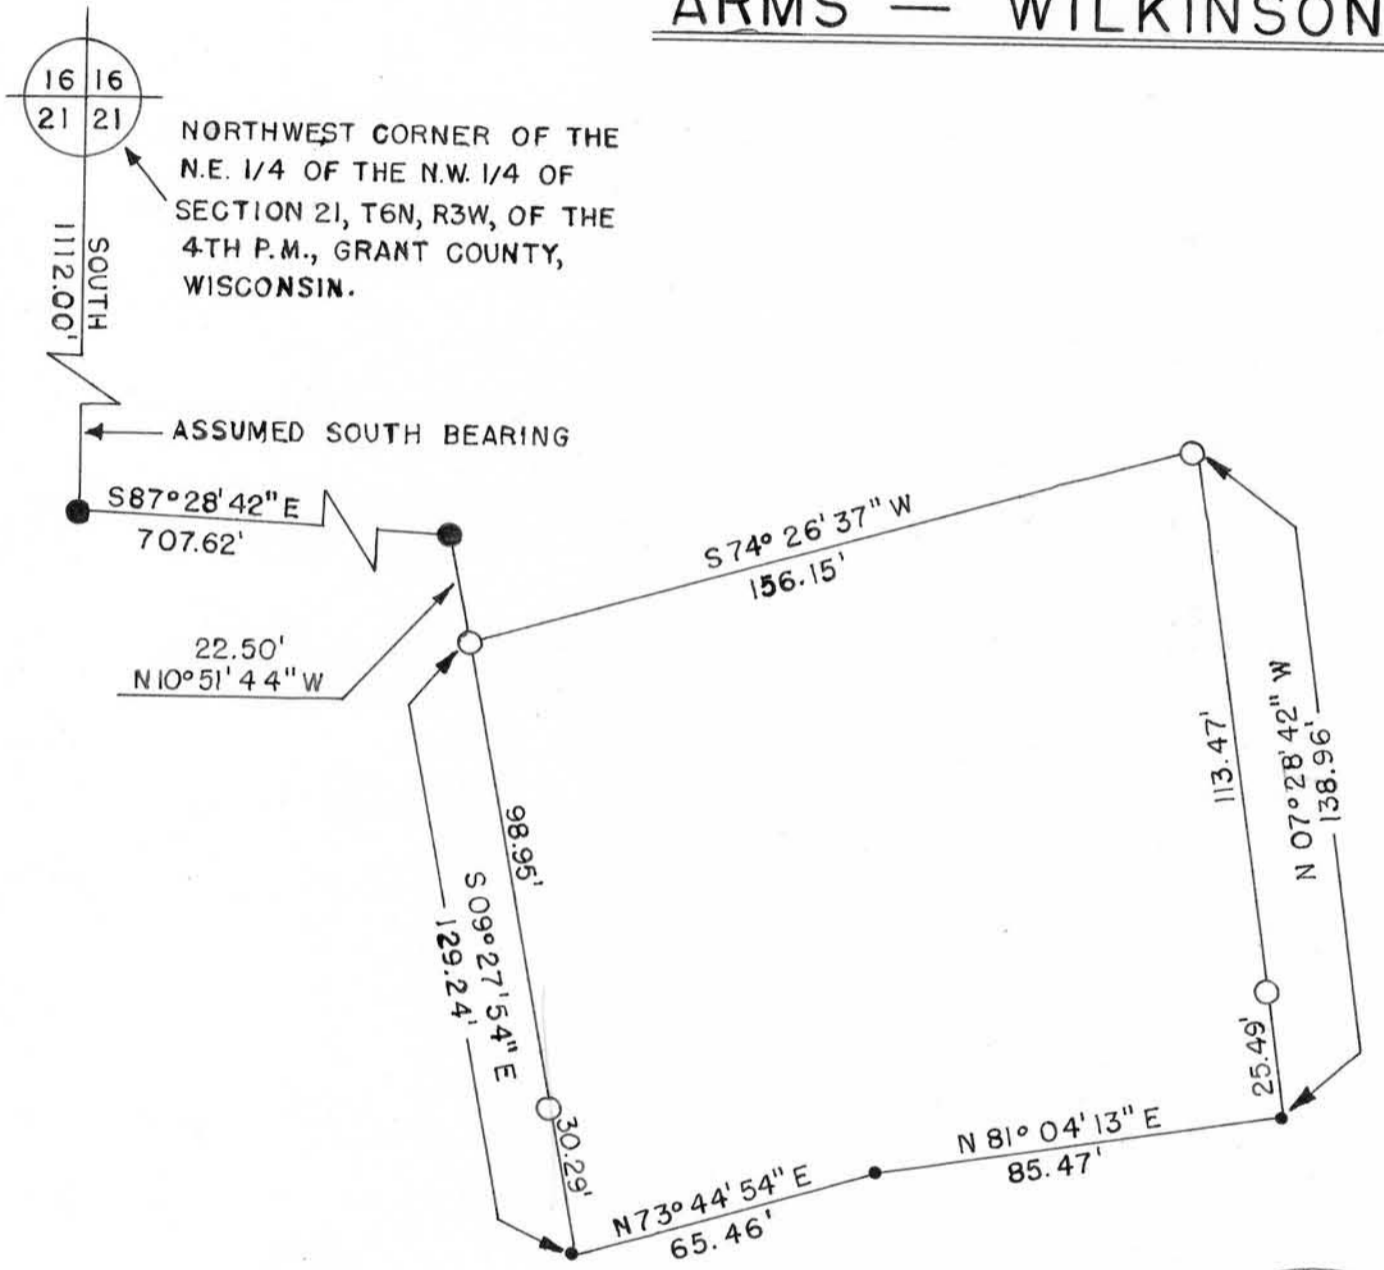 ARMS — WILKINSON
16 16
21 21
NORTHWEST CORNER OF THE
N.E. 1/4 OF THE N.W. 1/4 OF
SECTION 21, T6N, R3W, OF THE
4TH P.M., GRANT COUNTY,
WISCONSIN.
SOUTH
1112.00'
ASSUMED SOUTH BEARING
S87°28'42"E
707.62'
22.50'
N10°51'44"W
S74°26'37"W
156.15'
98.95'
S09°27'54"E
129.24'
30.29'
113.47'
N07°28'42"W
138.96'
25.49'
N73°44'54"E
65.46'
N81°04'13"E
85.47'